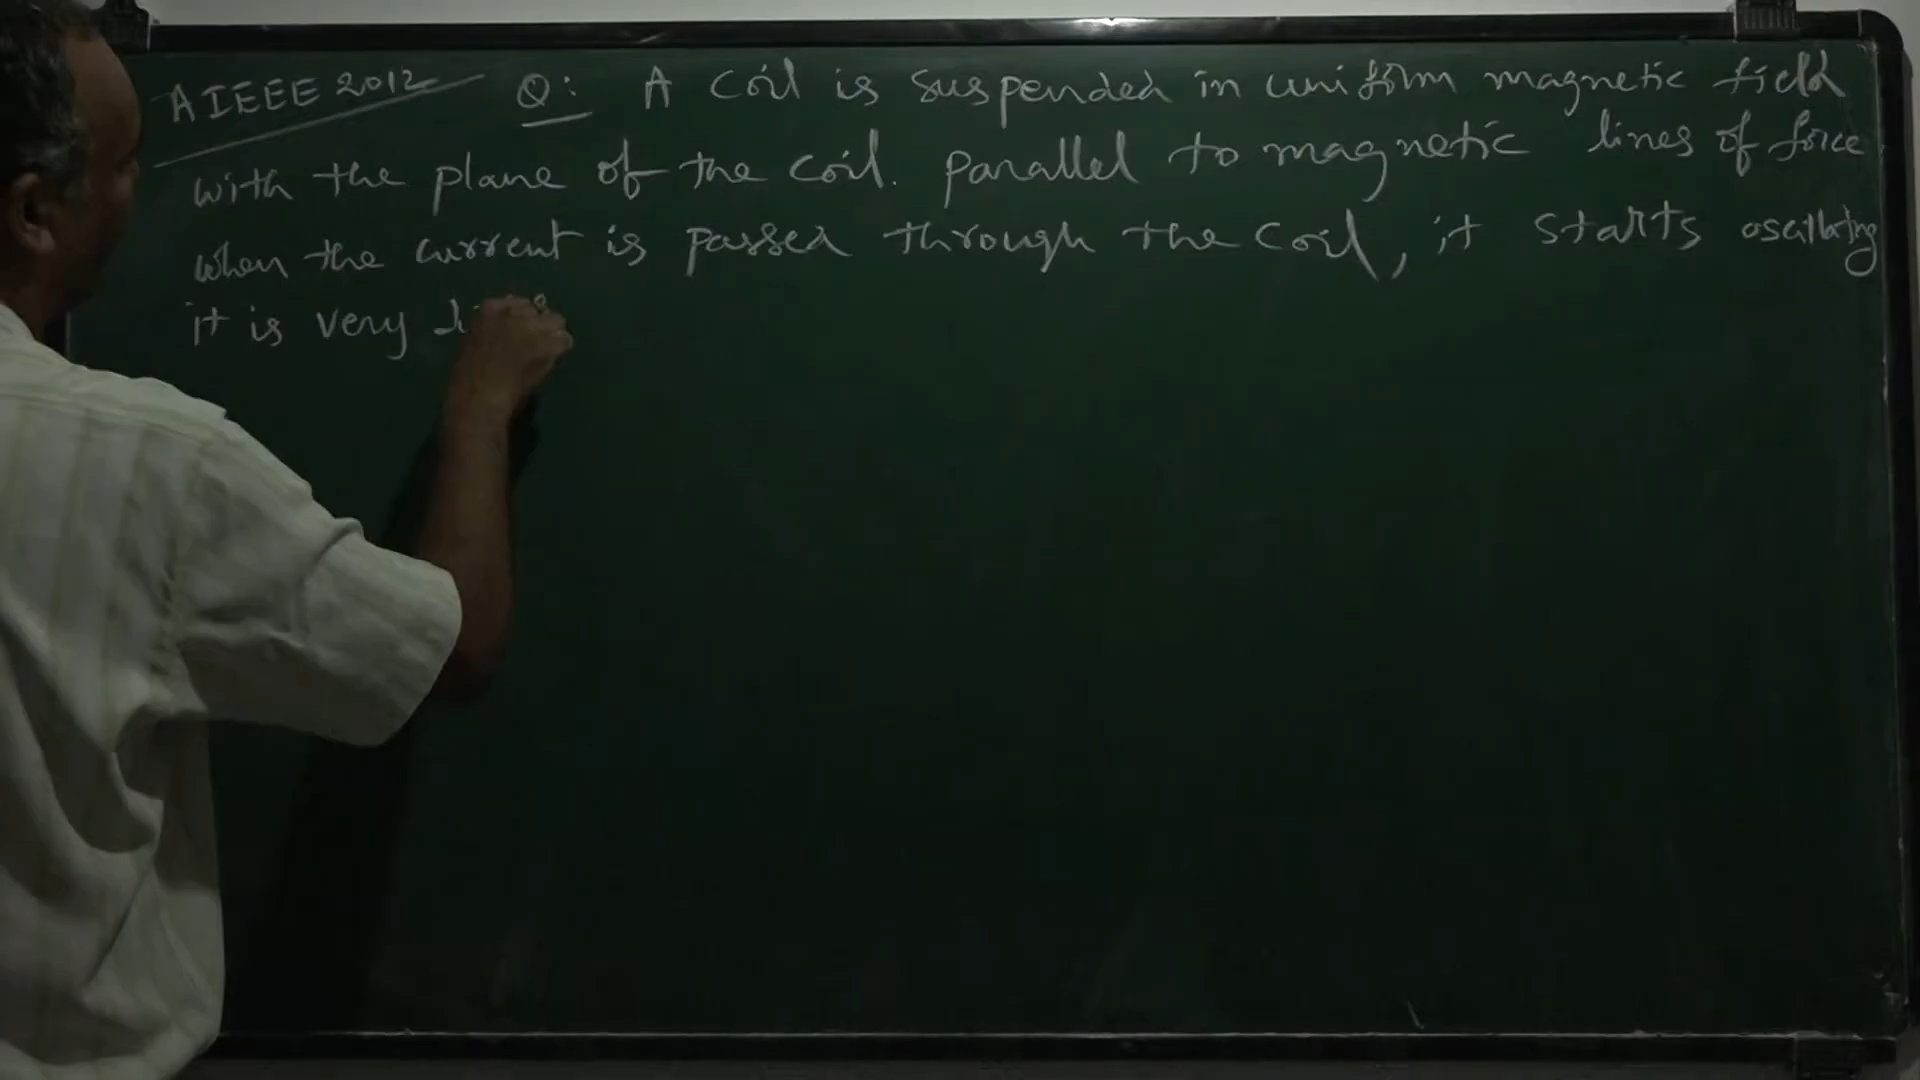 AIEEE 2012 Q: A coil is suspended in uniform magnetic field
with the plane of the coil. parallel to magnetic lines of force.
when the current is passed through the coil, it starts oscillating
it is very